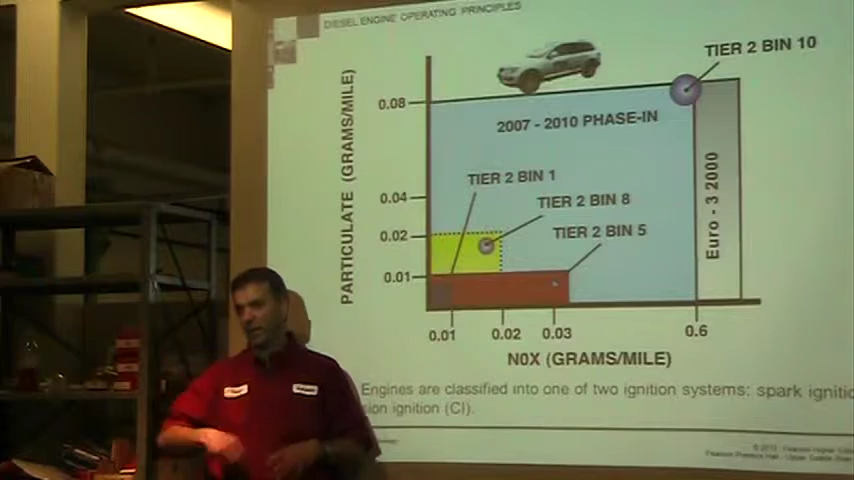 DIESEL ENGINE OPERATING PRINCIPLES
TIER 2 BIN 10
PARTICULATE (GRAMS/MILE)
0.08
2007 - 2010 PHASE-IN
TIER 2 BIN 1
0.04
TIER 2 BIN 8
TIER 2 BIN 5
0.02
0.01
Euro - 3 2000
0.01
0.02
0.03
0.6
N0X (GRAMS/MILE)
Engines are classified into one of two ignition systems: spark ignitio
sion ignition (CI).